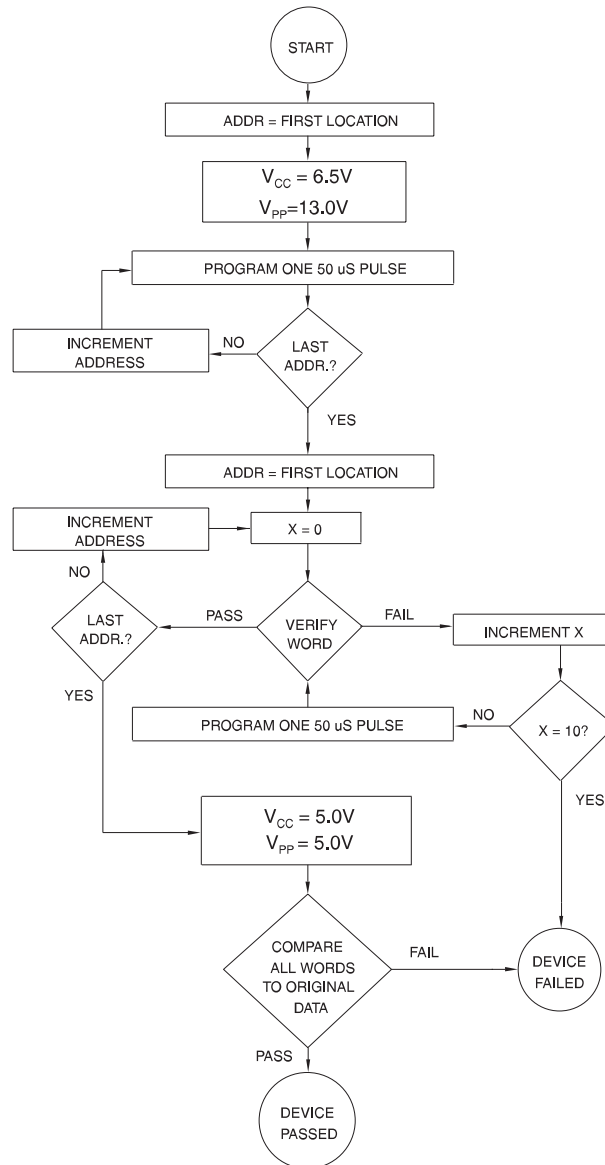 START
ADDR = FIRST LOCATION
VCC = 6.5V
VPP=13.0V
PROGRAM ONE 50 uS PULSE
INCREMENT
ADDRESS
NO
LAST
ADDR.?
YES
ADDR = FIRST LOCATION
INCREMENT
ADDRESS
X = 0
NO
LAST
ADDR.?
PASS
VERIFY
WORD
FAIL
INCREMENT X
YES
PROGRAM ONE 50 uS PULSE
NO
X = 10?
YES
VCC = 5.0V
VPP = 5.0V
COMPARE
ALL WORDS
TO ORIGINAL
DATA
FAIL
DEVICE
FAILED
PASS
DEVICE
PASSED